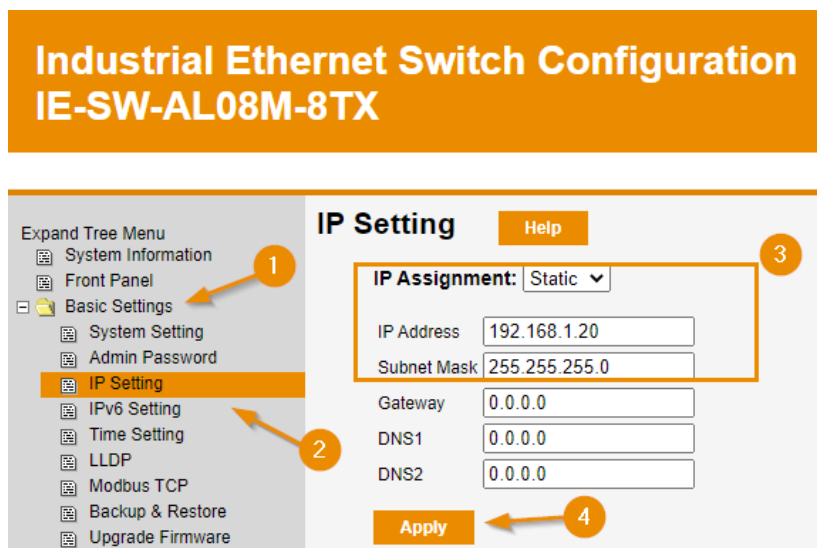 Industrial Ethernet Switch Configuration
IE-SW-AL08M-8TX
Expand Tree Menu
System Information
Front Panel
Basic Settings
System Setting
Admin Password
IP Setting
IPv6 Setting
Time Setting
LLDP
Modbus TCP
Backup & Restore
Upgrade Firmware
1
2
IP Setting
Help
3
IP Assignment: Static
IP Address 192.168.1.20
Subnet Mask 255.255.255.0
Gateway 0.0.0.0
DNS1 0.0.0.0
DNS2 0.0.0.0
Apply
4